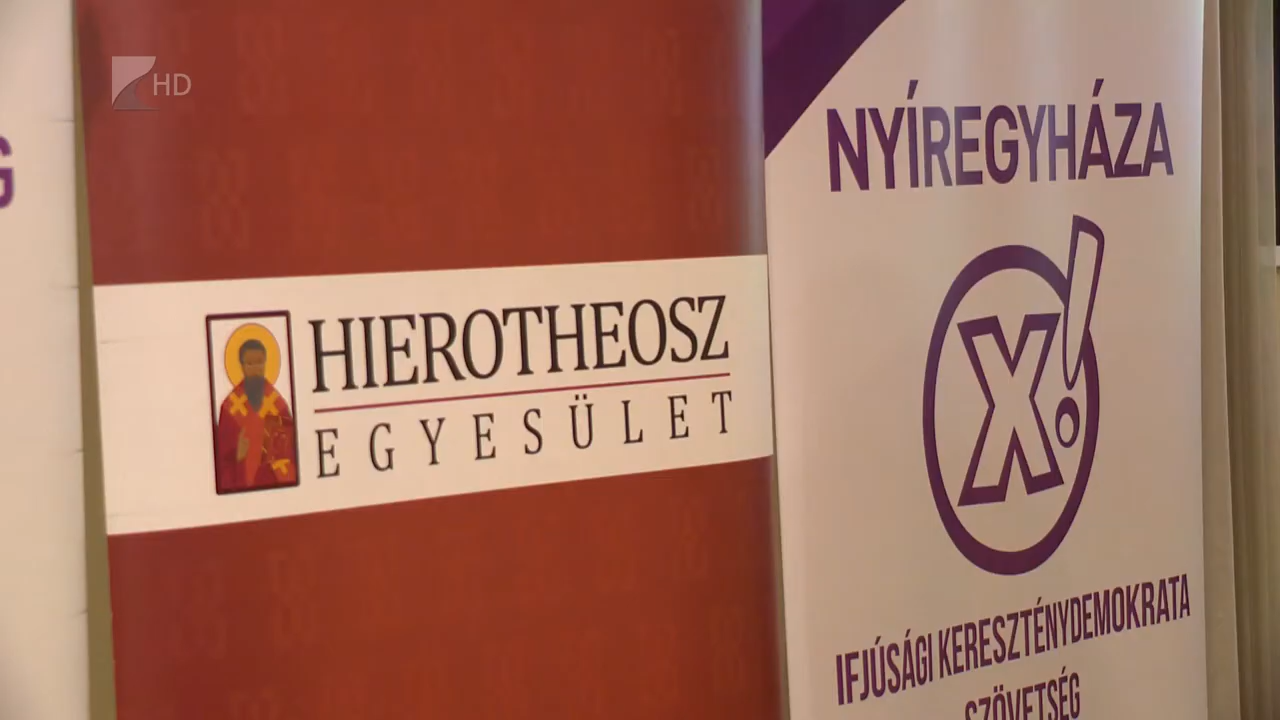 HD
G
HIEROTHEOSZ
EGYESÜLET
NYÍREGYHÁZA
X!
IFJÚSÁGI KERESZTÉNYDEMOKRATA
SZÖVETSÉG